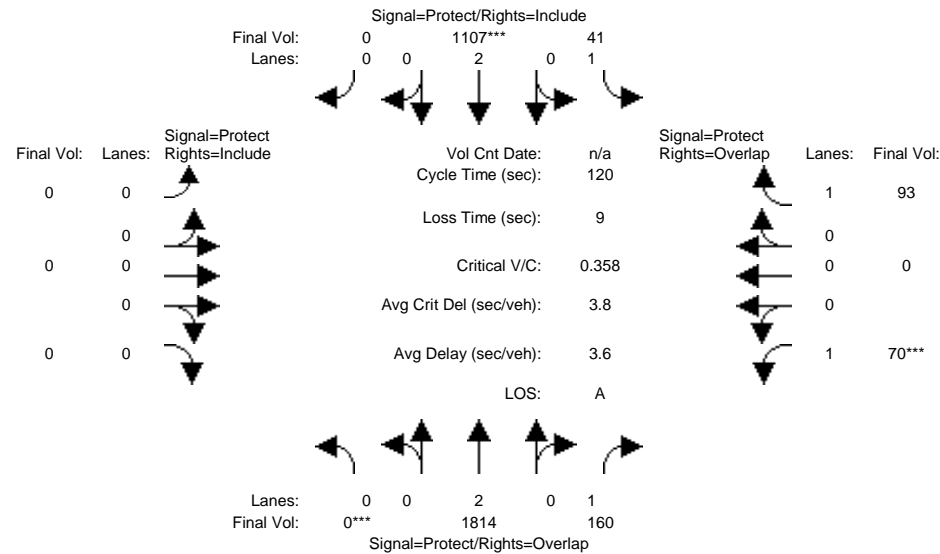 Signal=Protect/Rights=Include
Final Vol: 0 1107*** 41
Lanes: 0 0 2 0 1
Signal=Protect
Final Vol: Lanes: Rights=Include
Vol Cnt Date: n/a
Signal=Protect
Rights=Overlap Lanes: Final Vol:
Cycle Time (sec): 120
0 0
1 93
Loss Time (sec): 9
0
0
0 0
Critical V/C: 0.358
0 0
0
Avg Crit Del (sec/veh): 3.8
0
0 0
Avg Delay (sec/veh): 3.6
1 70***
LOS: A
Lanes: 0 0 2 0 1
Final Vol: 0*** 1814 160
Signal=Protect/Rights=Overlap